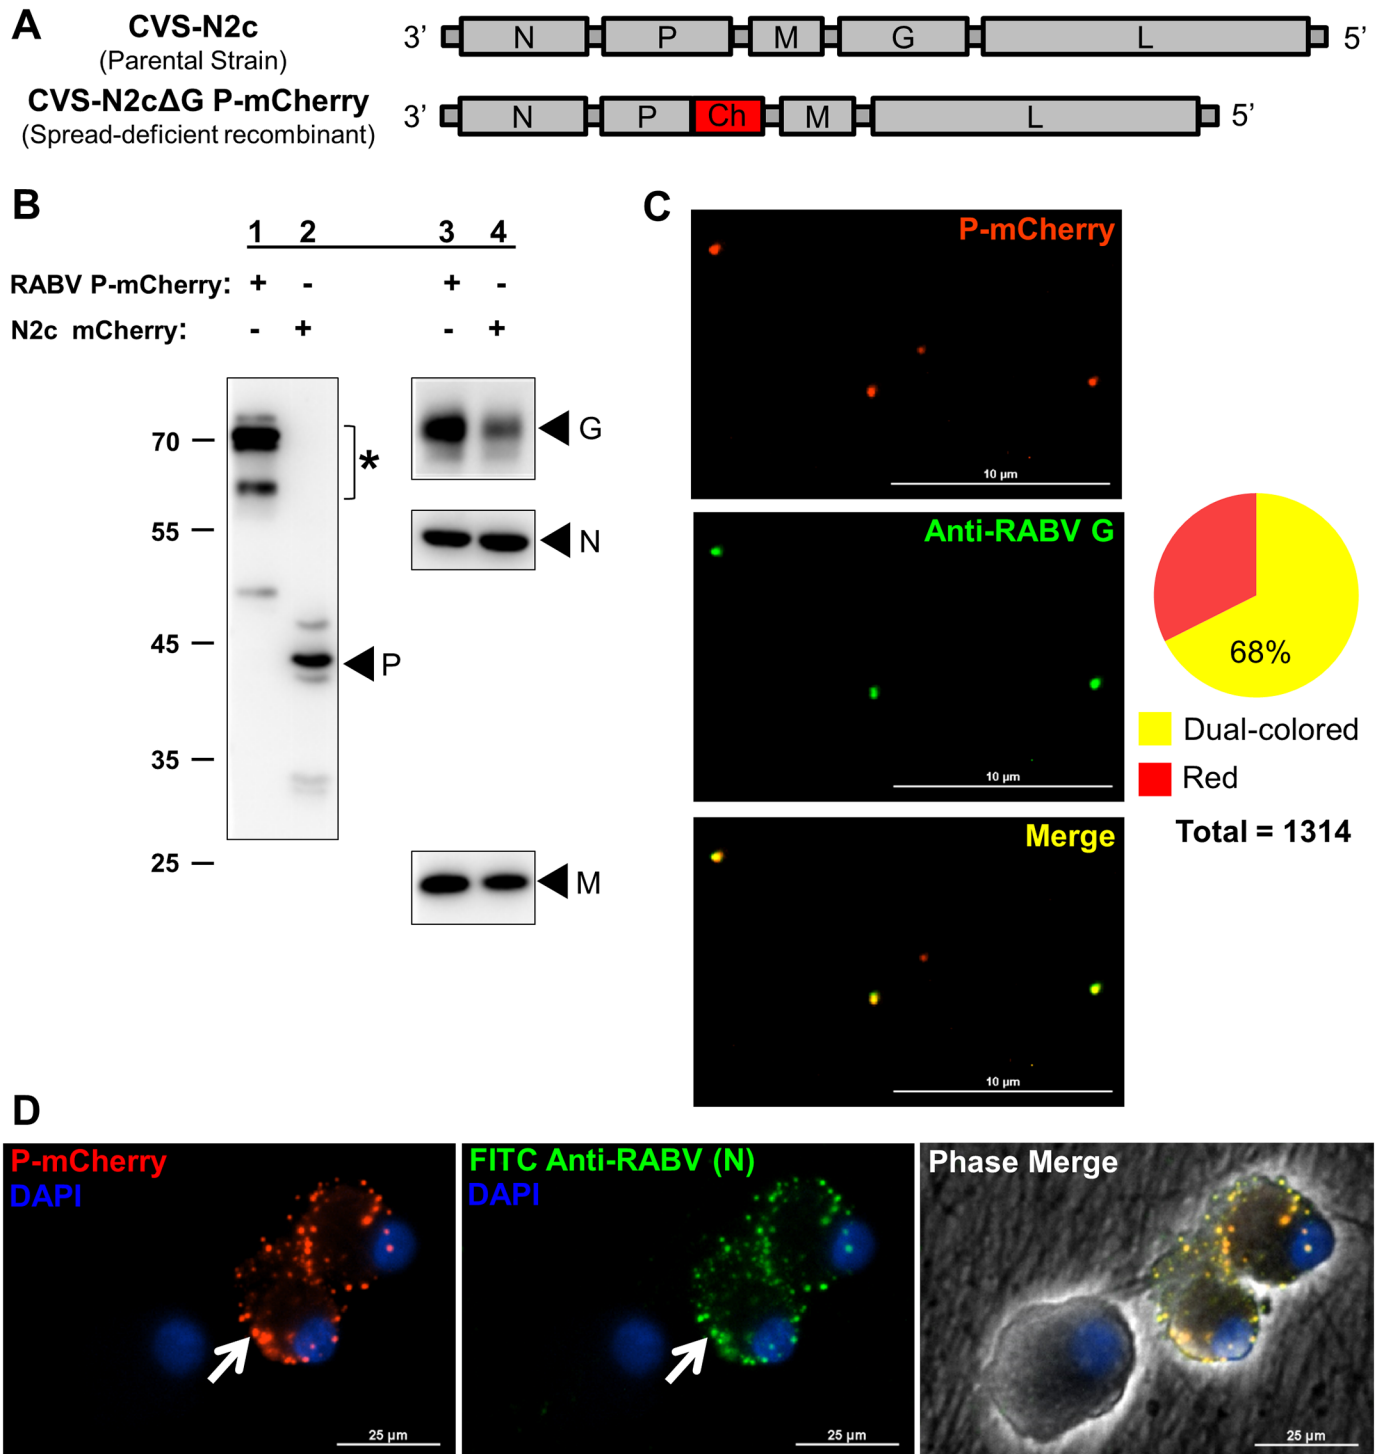 A
CVS-N2c
(Parental Strain)
3’ N P M G L 5’
CVS-N2cΔG P-mCherry
(Spread-deficient recombinant)
3’ N P Ch M L 5’
B
1 2 3 4
RABV P-mCherry: + - + -
N2c mCherry: - + - +
70
*
55
45
P
35
25
G
N
M
C
P-mCherry
10 µm
Anti-RABV G
10 µm
Merge
10 µm
68%
Dual-colored
Red
Total = 1314
D
P-mCherry
DAPI
25 µm
FITC Anti-RABV (N)
DAPI
25 µm
Phase Merge
25 µm